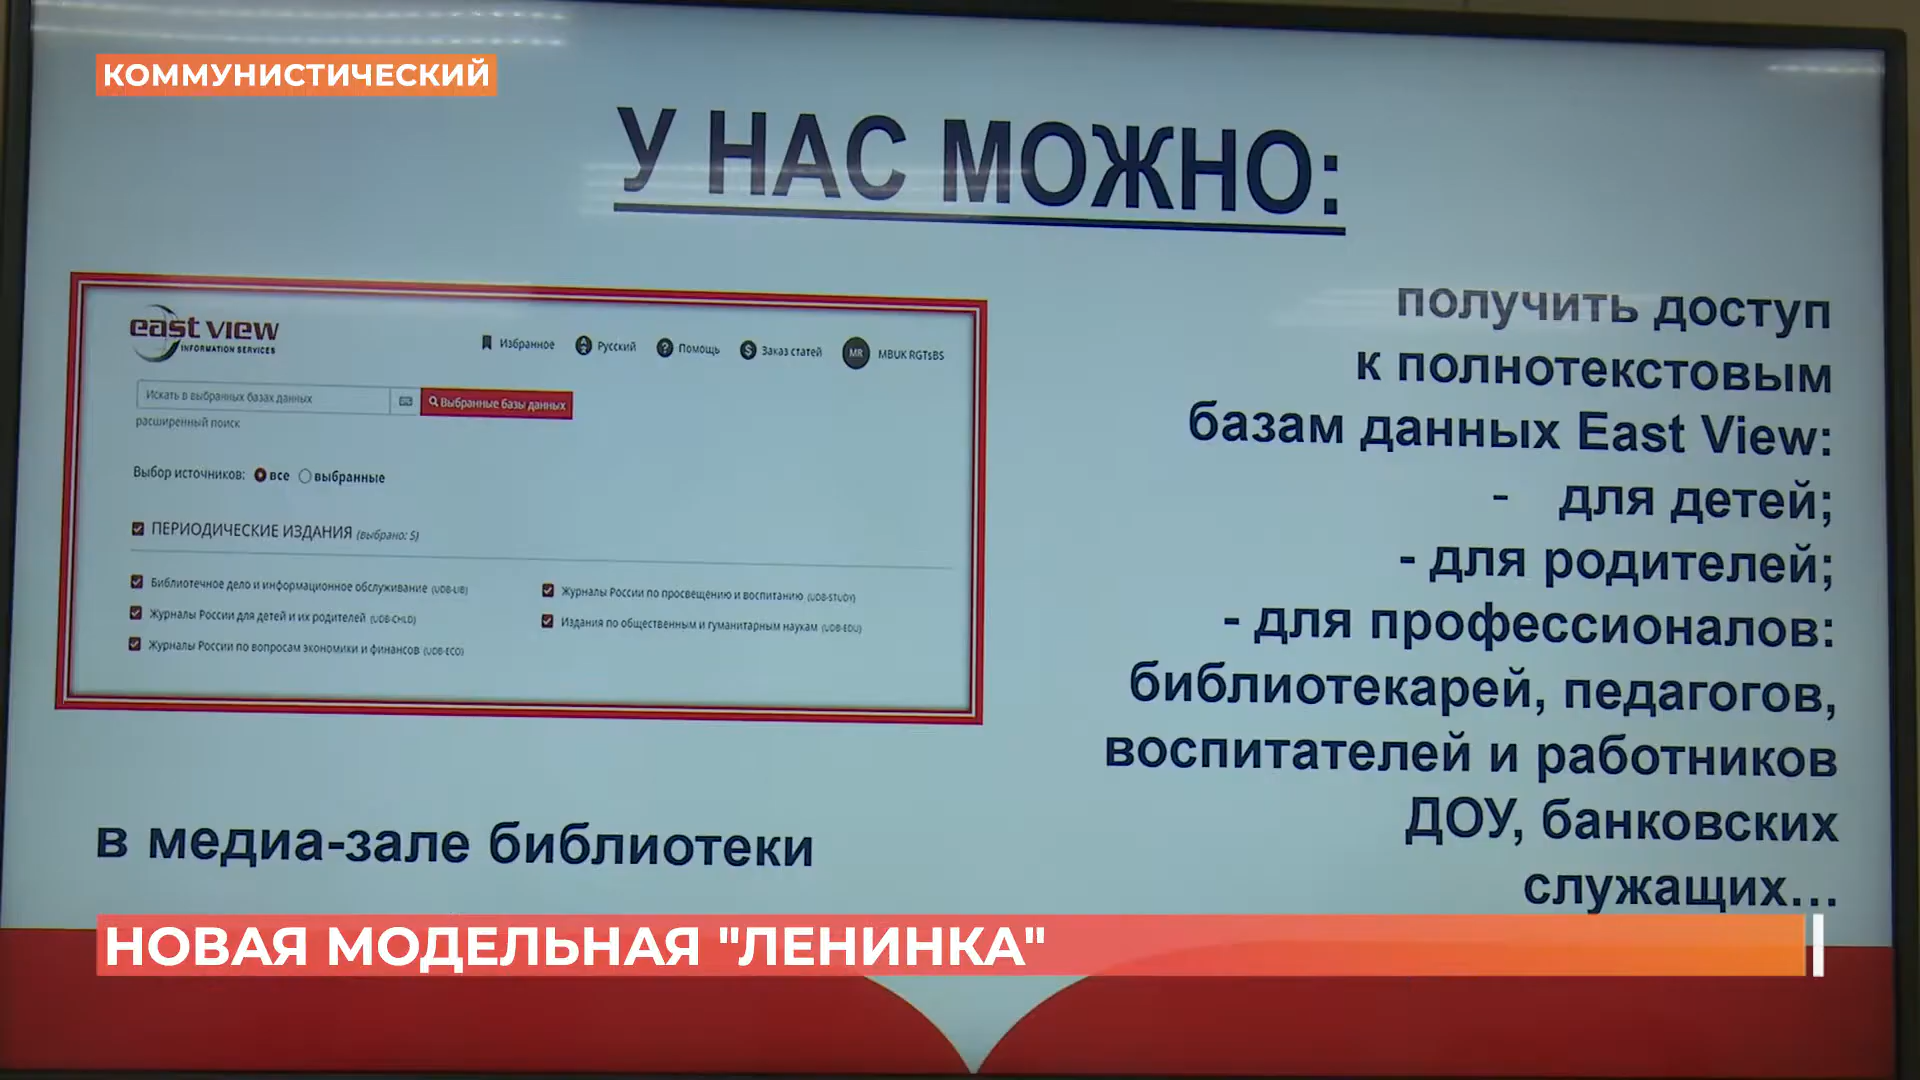 КОММУНИСТИЧЕСКИЙ
У НАС МОЖНО:
east view
INFORMATION SERVICES
Избранное
Русский
Помощь
Заказ статей
MR
MBUK RGTsBS
Искать в выбранных базах данных
Выбранные базы данных
расширенный поиск
Выбор источников: все выбранные
ПЕРИОДИЧЕСКИЕ ИЗДАНИЯ (выбрано: 5)
Библиотечное дело и информационное обслуживание (UDB-LIB)
Журналы России для детей и их родителей (UDB-CHLD)
Журналы России по вопросам экономики и финансов (UDB-ECO)
Журналы России по просвещению и воспитанию (UDB-STUDY)
Издания по общественным и гуманитарным наукам (UDB-EDU)
получить доступ
к полнотекстовым
базам данных East View:
- для детей;
- для родителей;
- для профессионалов:
библиотекарей, педагогов,
воспитателей и работников
ДОУ, банковских
служащих...
в медиа-зале библиотеки
НОВАЯ МОДЕЛЬНАЯ "ЛЕНИНКА"